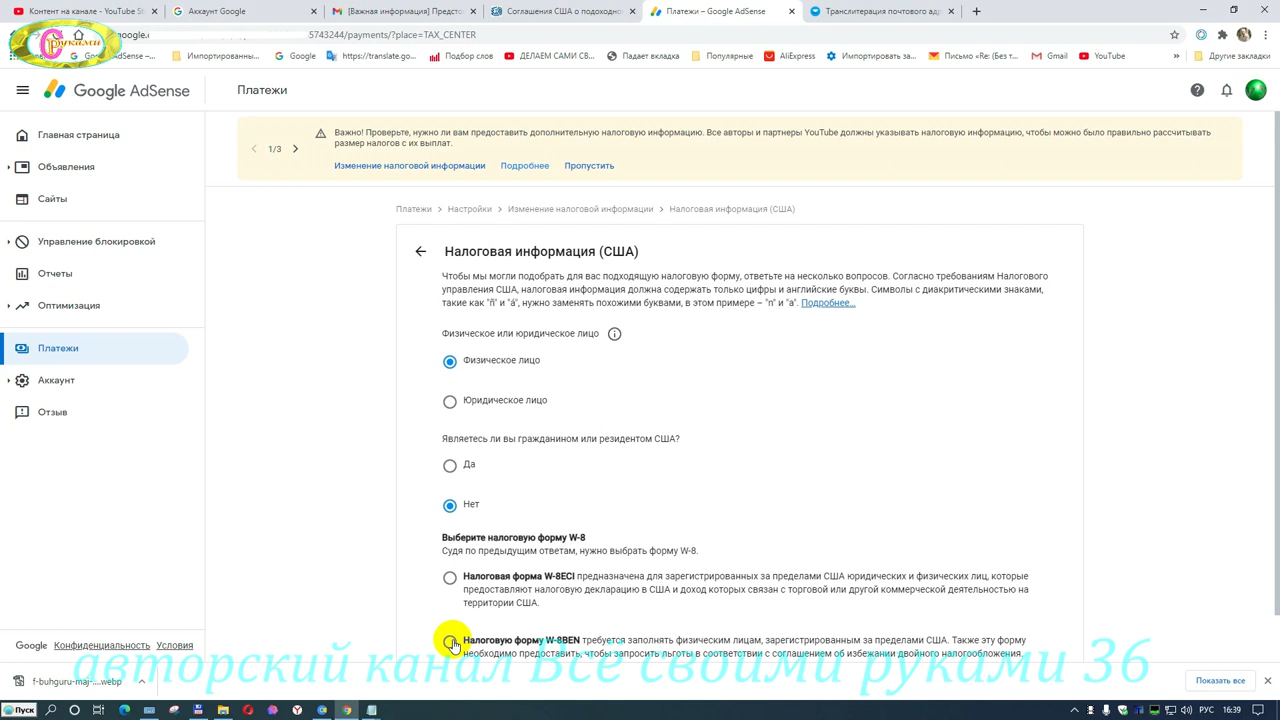 Контент на канале - YouTube St
Аккаунт Google
[Важная информация] Предст
Соглашения США о подоходно
Платежи – Google AdSense
Транслитерация почтового адр
руками
5743244/payments/?place=TAX_CENTER
Google AdSense –...
Импортированны...
Google
https://translate.go...
Подбор слов
ДЕЛАЕМ САМИ СВ...
Падает вкладка
Популярные
AliExpress
Импортировать за...
Письмо «Re: (Без т...
Gmail
YouTube
»
Другие закладки
Google AdSense
Платежи
Главная страница
Объявления
Сайты
Управление блокировкой
Отчеты
Оптимизация
Платежи
Аккаунт
Отзыв
1/3
Важно! Проверьте, нужно ли вам предоставить дополнительную налоговую информацию. Все авторы и партнеры YouTube должны указывать налоговую информацию, чтобы можно было правильно рассчитывать
размер налогов с их выплат.
Изменение налоговой информации Подробнее Пропустить
Платежи > Настройки > Изменение налоговой информации > Налоговая информация (США)
Налоговая информация (США)
Чтобы мы могли подобрать для вас подходящую налоговую форму, ответьте на несколько вопросов. Согласно требованиям Налогового
управления США, налоговая информация должна содержать только цифры и английские буквы. Символы с диакритическими знаками,
такие как "ñ" и "á", нужно заменять похожими буквами, в этом примере – "n" и "a". Подробнее...
Физическое или юридическое лицо
Физическое лицо
Юридическое лицо
Являетесь ли вы гражданином или резидентом США?
Да
Нет
Выберите налоговую форму W-8
Судя по предыдущим ответам, нужно выбрать форму W-8.
Налоговая форма W-8ECI предназначена для зарегистрированных за пределами США юридических и физических лиц, которые
предоставляют налоговую декларацию в США и доход которых связан с торговой или другой коммерческой деятельностью на
территории США.
Налоговую форму W-8BEN требуется заполнять физическим лицам, зарегистрированным за пределами США. Также эту форму
необходимо предоставить, чтобы запросить льготы в соответствии с соглашением об избежании двойного налогообложения.
Google Конфиденциальность Условия
авторский канал Все своими руками 36
f-buhguru-maj-....webp
Показать все
Пуск
РУС 16:39